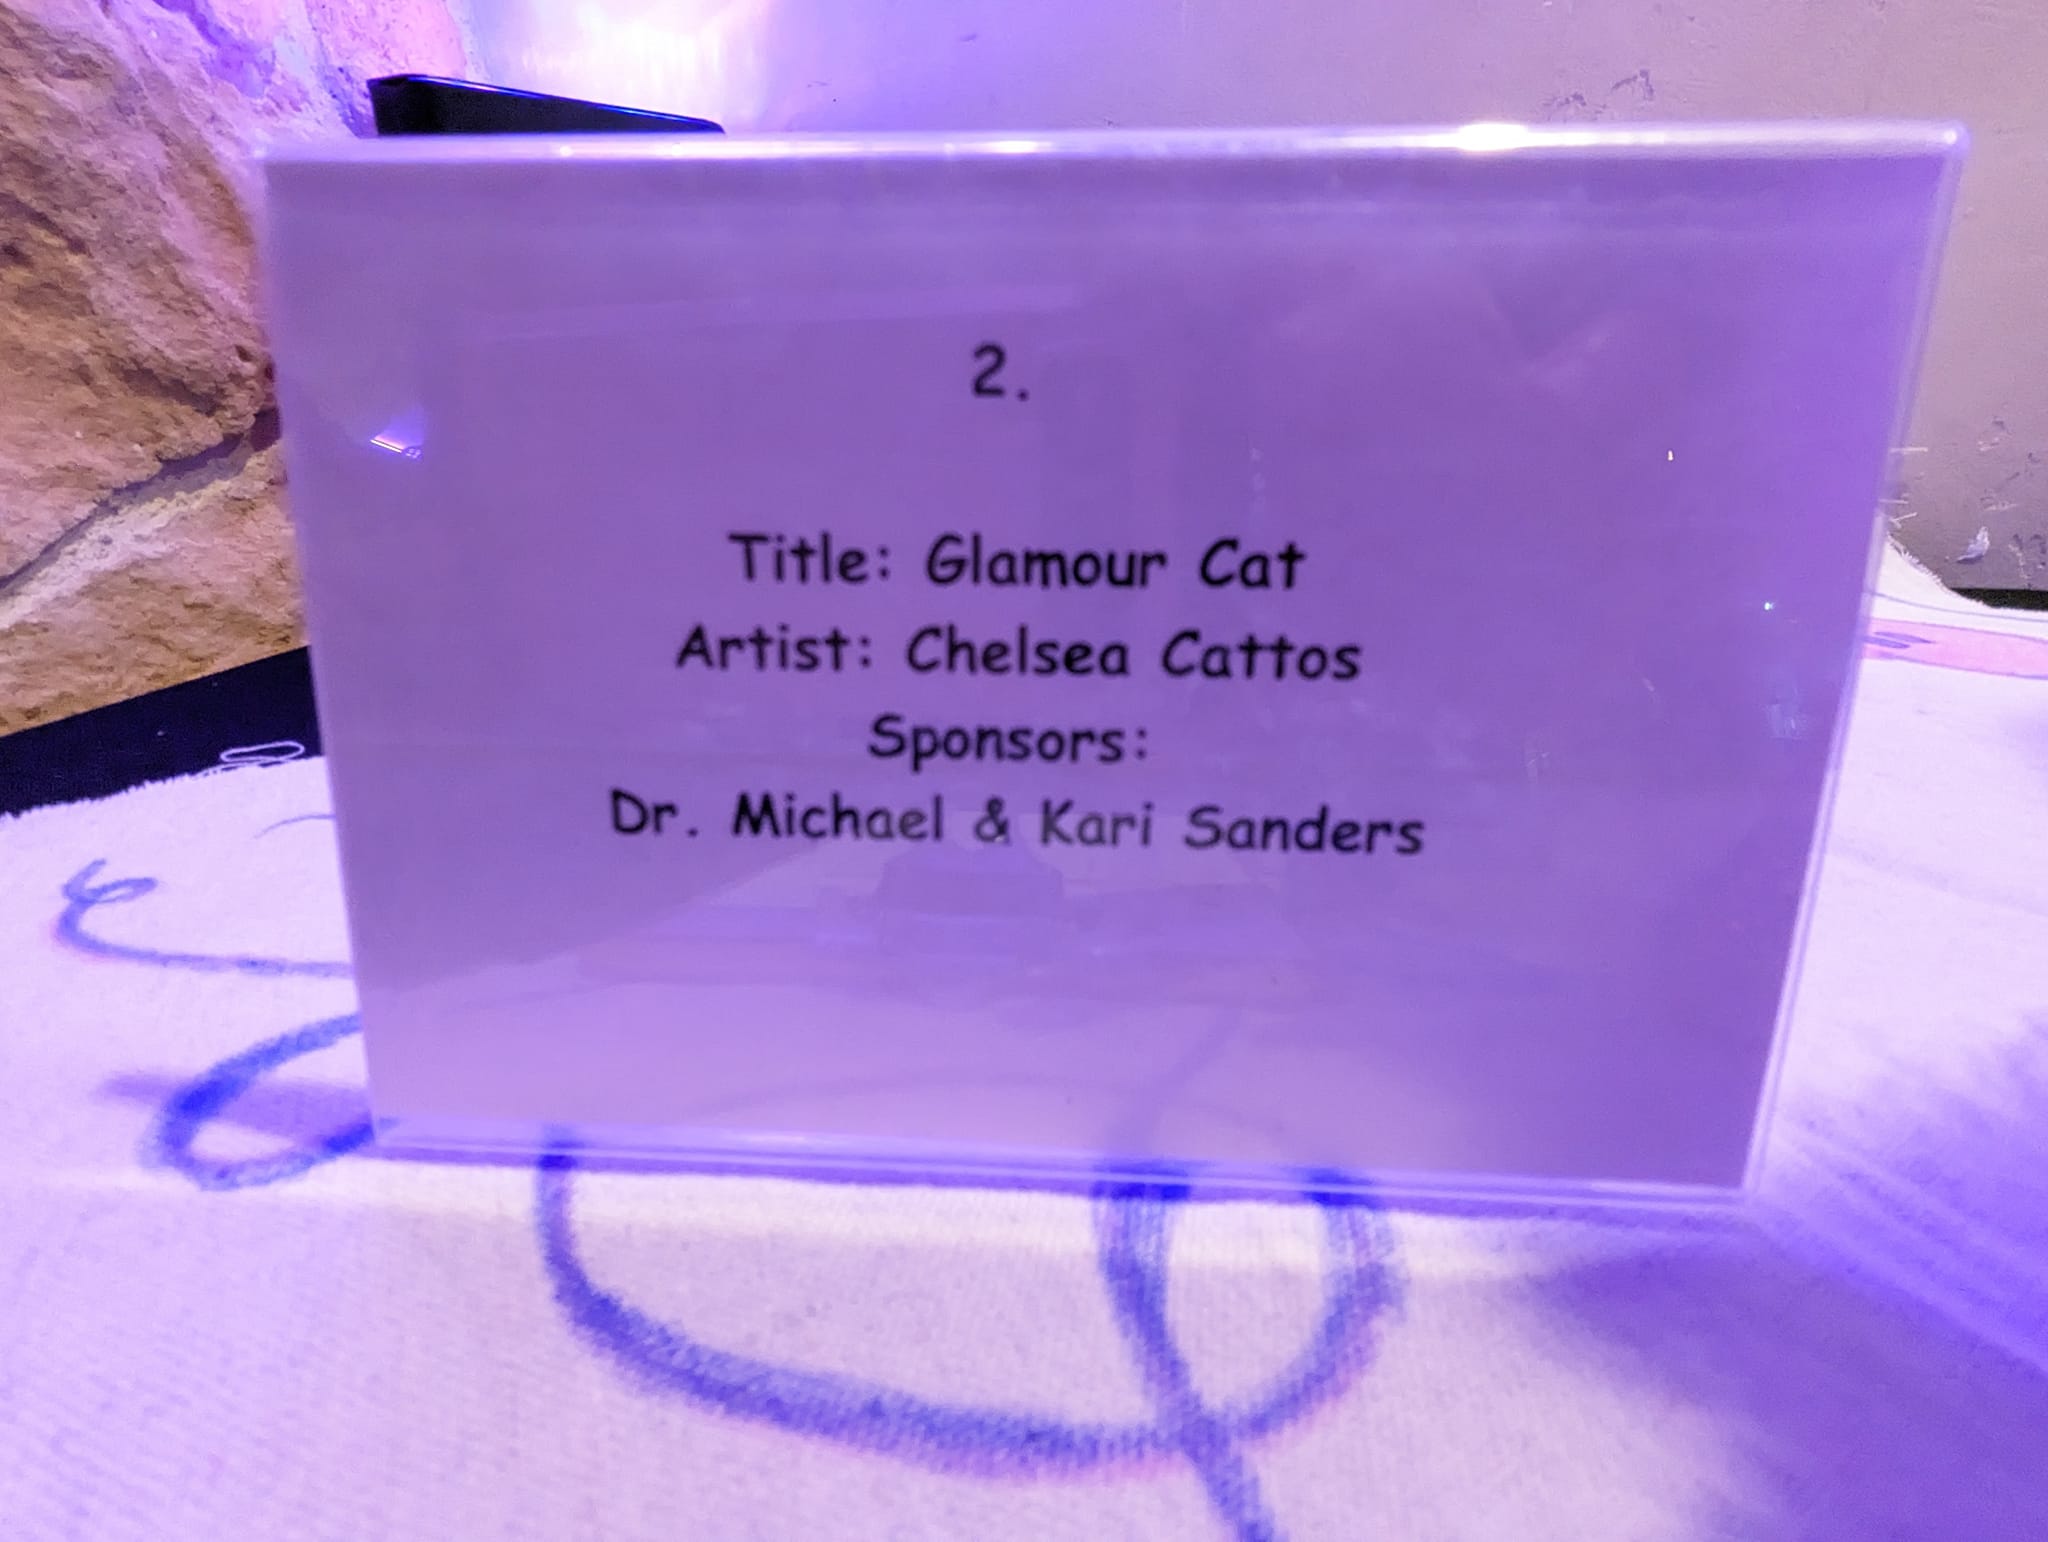 2.
Title: Glamour Cat
Artist: Chelsea Cattos
Sponsors:
Dr. Michael & Kari Sanders